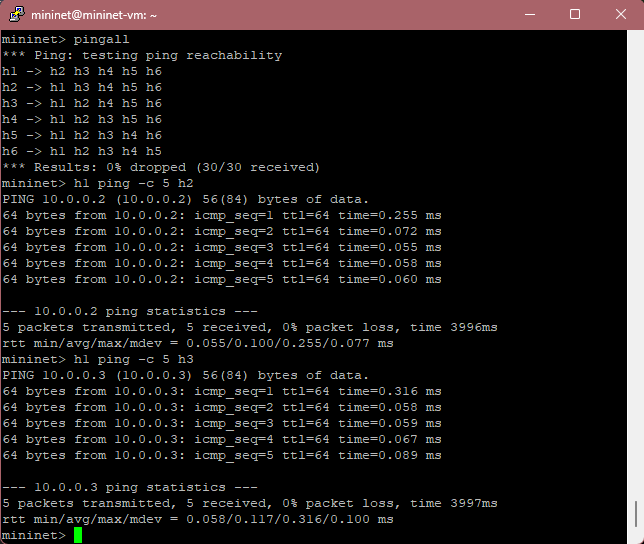 mininet@mininet-vm: ~
mininet> pingall
*** Ping: testing ping reachability
h1 -> h2 h3 h4 h5 h6
h2 -> h1 h3 h4 h5 h6
h3 -> h1 h2 h4 h5 h6
h4 -> h1 h2 h3 h5 h6
h5 -> h1 h2 h3 h4 h6
h6 -> h1 h2 h3 h4 h5
*** Results: 0% dropped (30/30 received)
mininet> h1 ping -c 5 h2
PING 10.0.0.2 (10.0.0.2) 56(84) bytes of data.
64 bytes from 10.0.0.2: icmp_seq=1 ttl=64 time=0.255 ms
64 bytes from 10.0.0.2: icmp_seq=2 ttl=64 time=0.072 ms
64 bytes from 10.0.0.2: icmp_seq=3 ttl=64 time=0.055 ms
64 bytes from 10.0.0.2: icmp_seq=4 ttl=64 time=0.058 ms
64 bytes from 10.0.0.2: icmp_seq=5 ttl=64 time=0.060 ms
--- 10.0.0.2 ping statistics ---
5 packets transmitted, 5 received, 0% packet loss, time 3996ms
rtt min/avg/max/mdev = 0.055/0.100/0.255/0.077 ms
mininet> h1 ping -c 5 h3
PING 10.0.0.3 (10.0.0.3) 56(84) bytes of data.
64 bytes from 10.0.0.3: icmp_seq=1 ttl=64 time=0.316 ms
64 bytes from 10.0.0.3: icmp_seq=2 ttl=64 time=0.058 ms
64 bytes from 10.0.0.3: icmp_seq=3 ttl=64 time=0.059 ms
64 bytes from 10.0.0.3: icmp_seq=4 ttl=64 time=0.067 ms
64 bytes from 10.0.0.3: icmp_seq=5 ttl=64 time=0.089 ms
--- 10.0.0.3 ping statistics ---
5 packets transmitted, 5 received, 0% packet loss, time 3997ms
rtt min/avg/max/mdev = 0.058/0.117/0.316/0.100 ms
mininet>